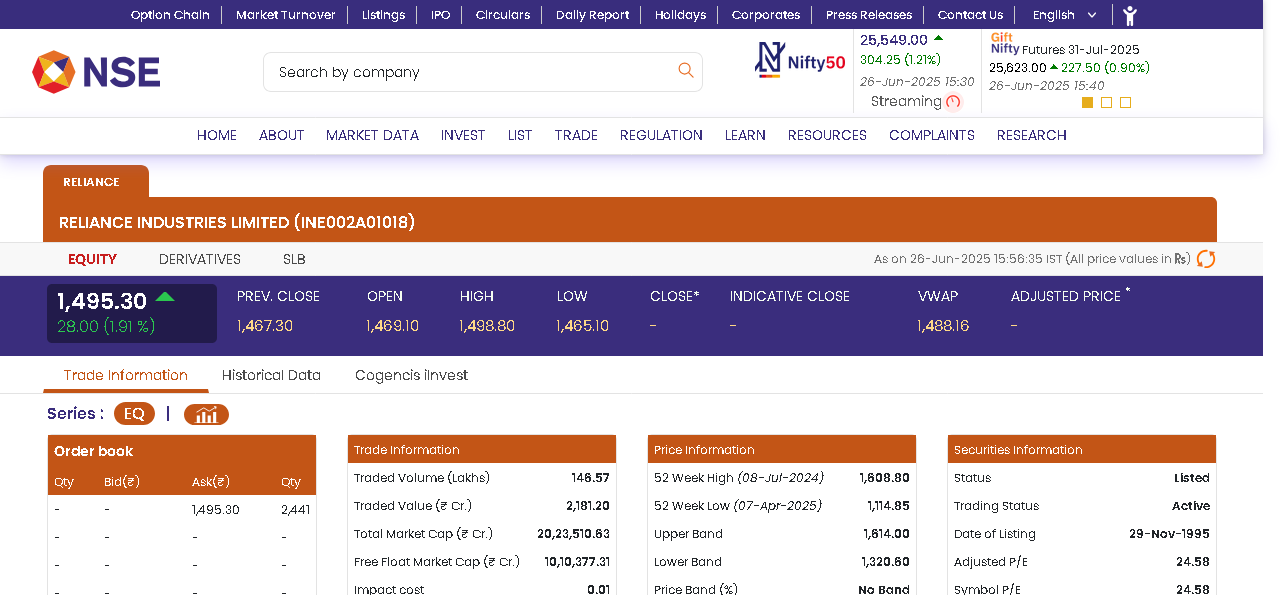 Option Chain Market Turnover Listings IPO Circulars Daily Report Holidays Corporates Press Releases Contact Us English
NSE
Search by company
Nifty50
25,549.00
304.25 (1.21%)
26-Jun-2025 15:30
Streaming
Gift
Nifty Futures 31-Jul-2025
25,623.00 227.50 (0.90%)
26-Jun-2025 15:40
HOME ABOUT MARKET DATA INVEST LIST TRADE REGULATION LEARN RESOURCES COMPLAINTS RESEARCH
RELIANCE
RELIANCE INDUSTRIES LIMITED (INE002A01018)
EQUITY DERIVATIVES SLB As on 26-Jun-2025 15:56:35 IST (All price values in Rs)
1,495.30
28.00 (1.91 %)
PREV. CLOSE OPEN HIGH LOW CLOSE* INDICATIVE CLOSE VWAP ADJUSTED PRICE *
1,467.30 1,469.10 1,498.80 1,465.10 - - 1,488.16 -
Trade Information Historical Data Cogencis iInvest
Series : EQ |
Order book
Qty Bid(₹) Ask(₹) Qty
- - 1,495.30 2,441
- - - -
- - - -
- - - -
Trade Information
Traded Volume (Lakhs) 146.57
Traded Value (₹ Cr.) 2,181.20
Total Market Cap (₹ Cr.) 20,23,510.63
Free Float Market Cap (₹ Cr.) 10,10,377.31
Impact cost 0.01
Price Information
52 Week High (08-Jul-2024) 1,608.80
52 Week Low (07-Apr-2025) 1,114.85
Upper Band 1,614.00
Lower Band 1,320.60
Price Band (%) No Band
Securities Information
Status Listed
Trading Status Active
Date of Listing 29-Nov-1995
Adjusted P/E 24.58
Symbol P/E 24.58